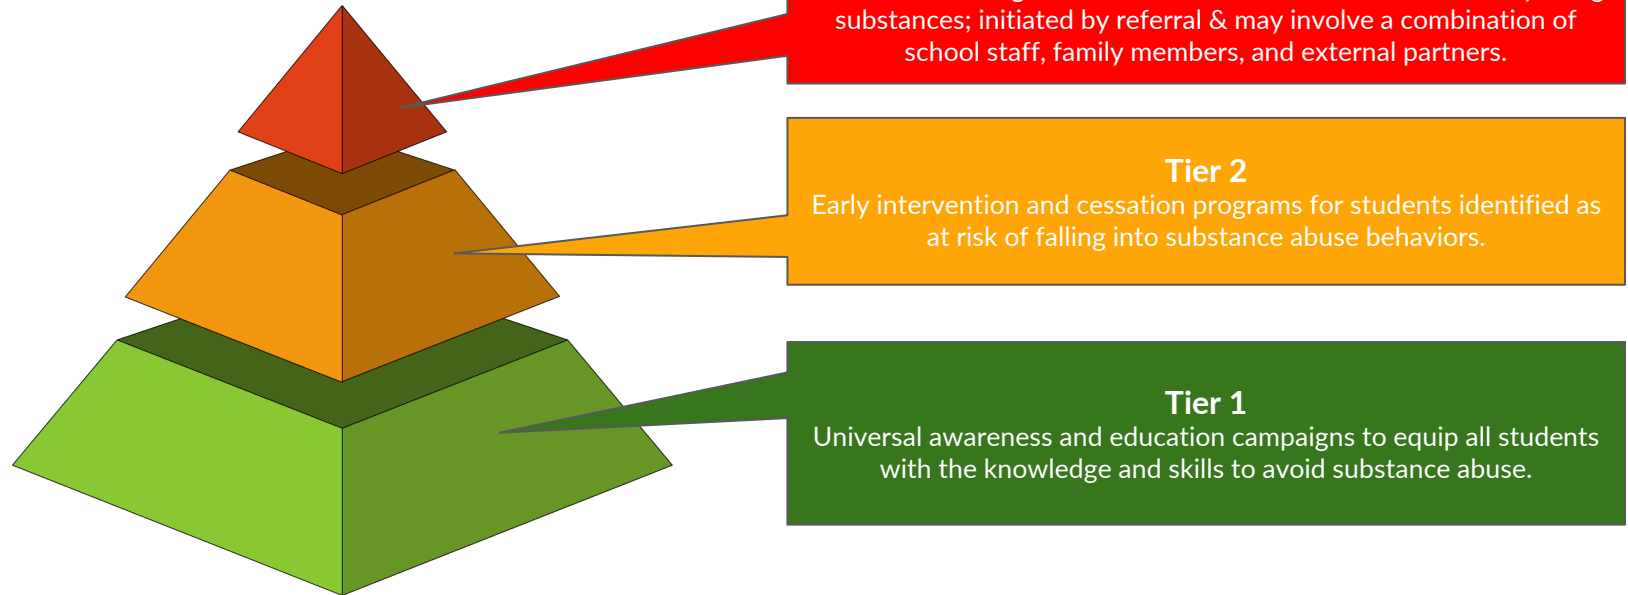 substances; initiated by referral & may involve a combination of
school staff, family members, and external partners.
Tier 2
Early intervention and cessation programs for students identified as
at risk of falling into substance abuse behaviors.
Tier 1
Universal awareness and education campaigns to equip all students
with the knowledge and skills to avoid substance abuse.